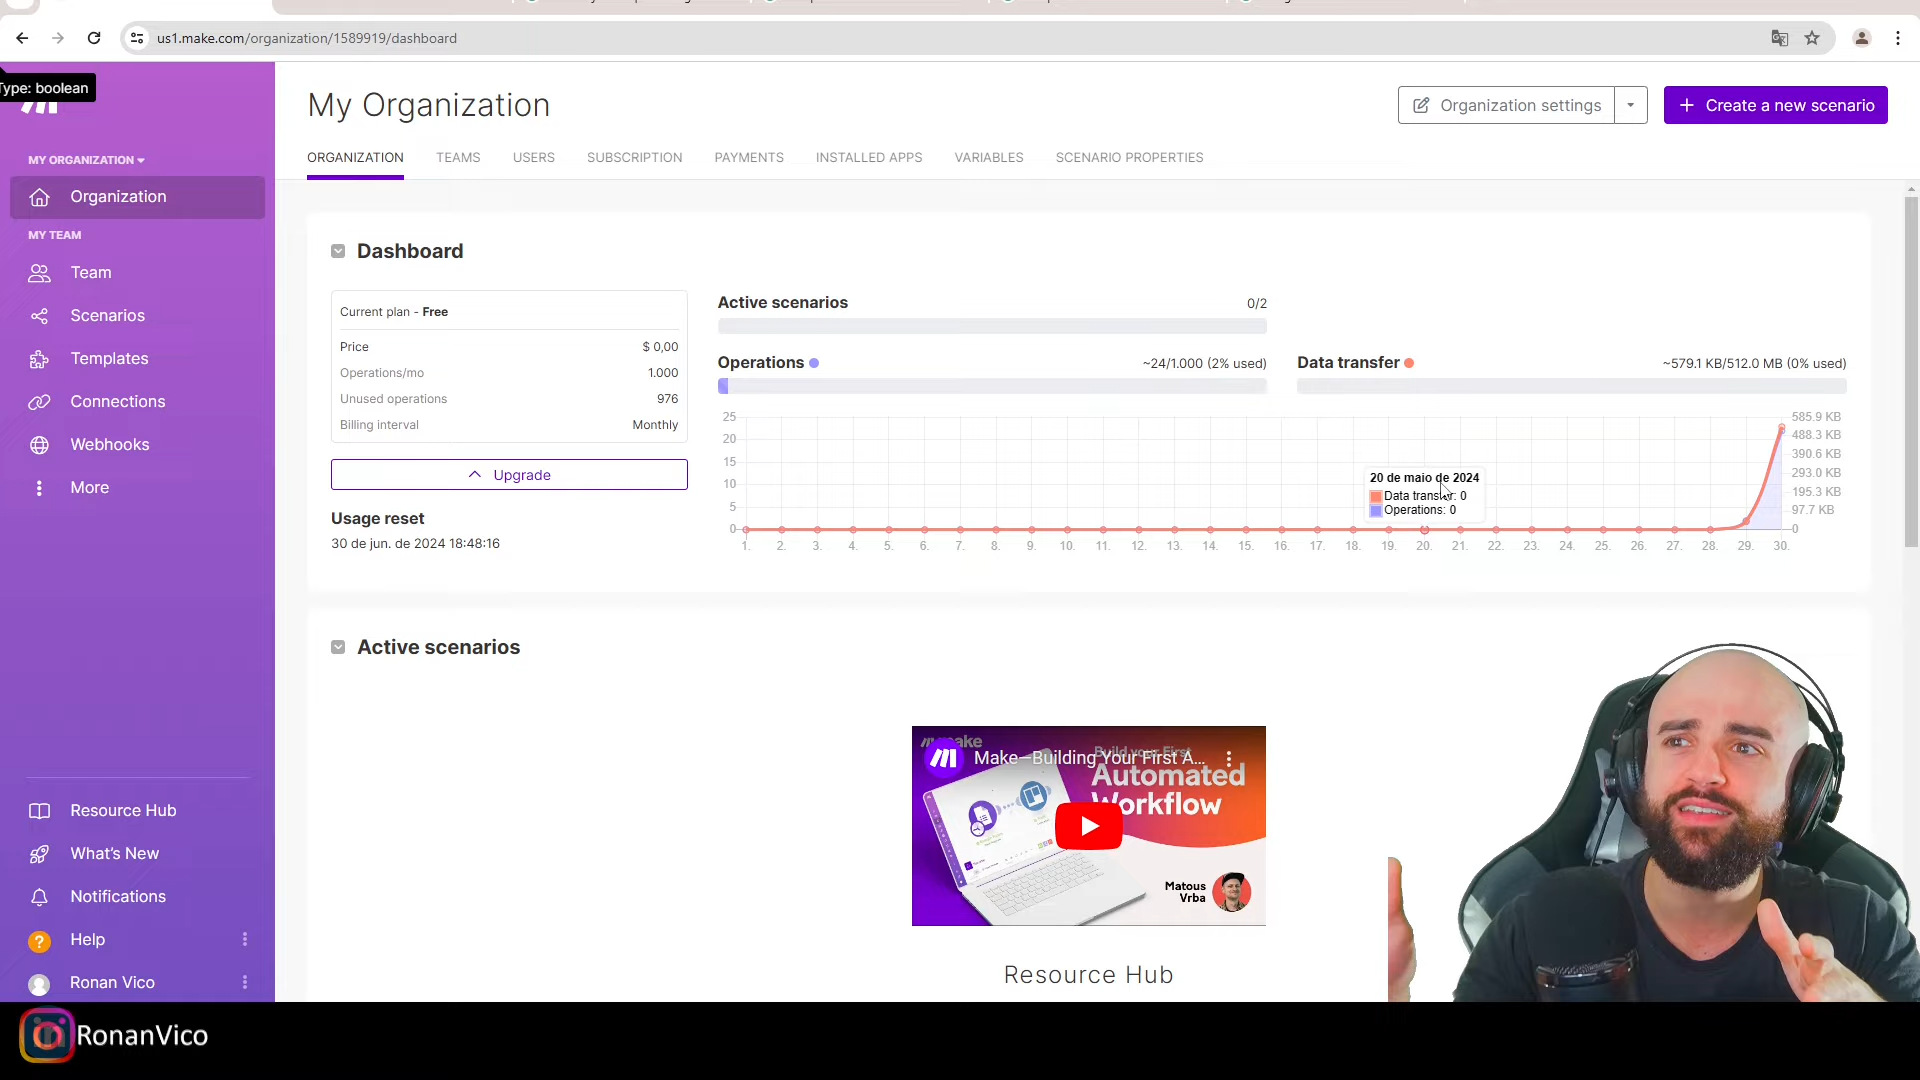 us1.make.com/organization/1589919/dashboard
Type: boolean
MY ORGANIZATION
Organization
MY TEAM
Team
Scenarios
Templates
Connections
Webhooks
More
Resource Hub
What's New
Notifications
? Help
Ronan Vico
My Organization
Organization settings
+ Create a new scenario
ORGANIZATION TEAMS USERS SUBSCRIPTION PAYMENTS INSTALLED APPS VARIABLES SCENARIO PROPERTIES
Dashboard
Current plan - Free
Price $ 0,00
Operations/mo 1.000
Unused operations 976
Billing interval Monthly
Upgrade
Usage reset
30 de jun. de 2024 18:48:16
Active scenarios 0/2
Operations ~24/1.000 (2% used)
Data transfer ~579.1 KB/512.0 MB (0% used)
25 585.9 KB
20 488.3 KB
15 390.6 KB
10 293.0 KB
5 195.3 KB
0 97.7 KB
0
20 de maio de 2024
Data transfer: 0
Operations: 0
1. 2. 3. 4. 5. 6. 7. 8. 9. 10. 11. 12. 13. 14. 15. 16. 17. 18. 19. 20. 21. 22. 23. 24. 25. 26. 27. 28. 29. 30.
Active scenarios
make
Make—Building Your First A...
Build your First
Automated
Workflow
Matous
Vrba
Resource Hub
RonanVico